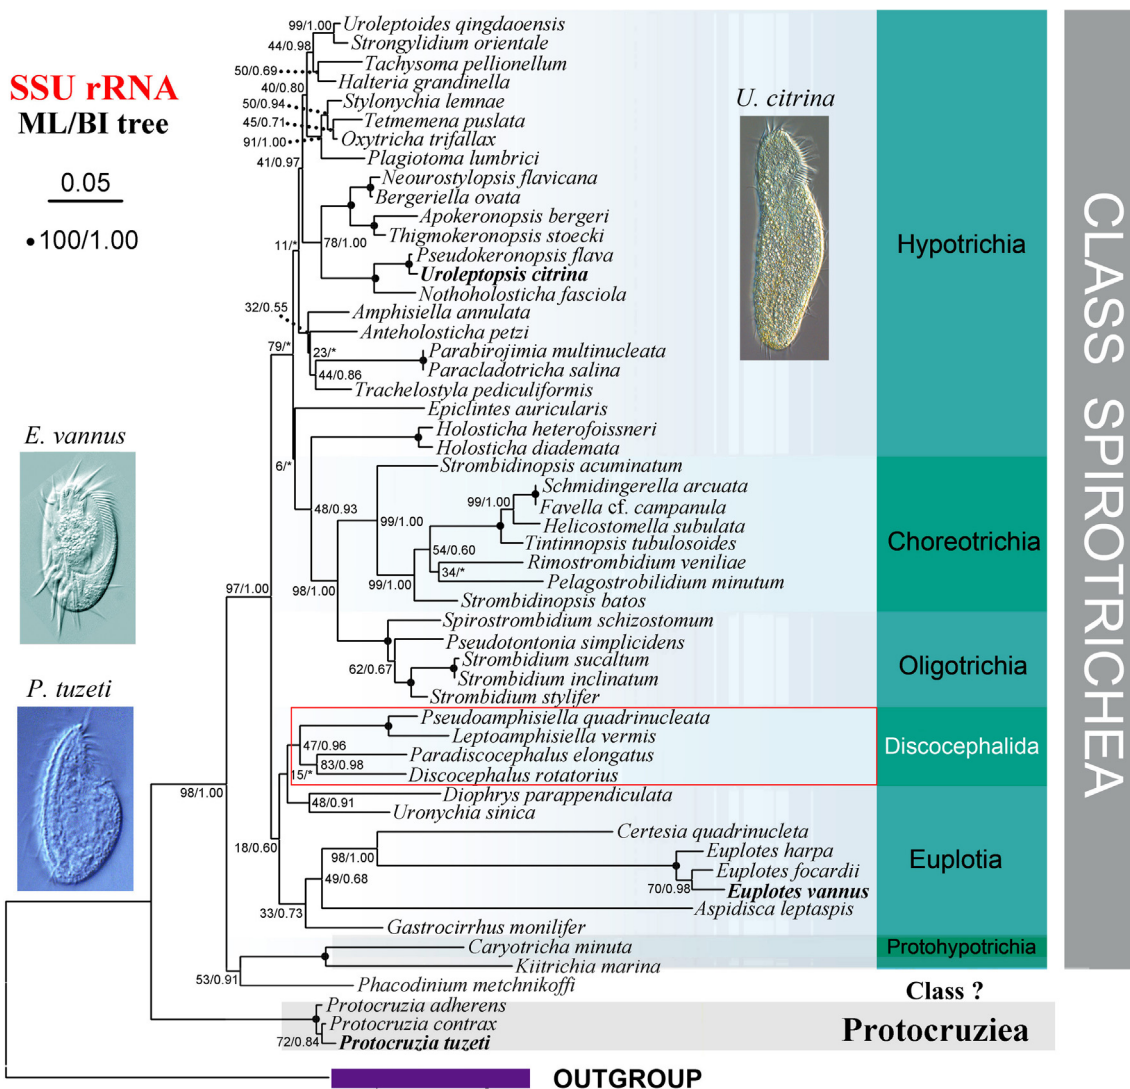 SSU rRNA
ML/BI tree
0.05
•100/1.00
U. citrina
E. vannus
P. tuzeti
99/1.00
Uroleptoides qingdaoensis
44/0.98
Strongylidium orientale
50/0.69
Tachysoma pellionellum
40/0.80
Halteria grandinella
50/0.94
Stylonychia lemnae
45/0.71
Tetmemena puslata
91/1.00
Oxytricha trifallax
41/0.97
Plagiotoma lumbrici
Neourostylopsis flavicana
Bergeriella ovata
Apokeronopsis bergeri
11/*
78/1.00
Thigmokeronopsis stoecki
Pseudokeronopsis flava
Uroleptopsis citrina
Nothoholosticha fasciola
32/0.55
Amphisiella annulata
Anteholosticha petzi
79/*
23/*
Parabirojimia multinucleata
44/0.86
Paracladotricha salina
Trachelostyla pediculiformis
Epiclintes auricularis
Holosticha heterofoissneri
Holosticha diademata
6/*
Strombidinopsis acuminatum
Schmidingerella arcuata
48/0.93
99/1.00
99/1.00
Favella cf. campanula
Helicostomella subulata
Tintinnopsis tubulosoides
54/0.60
Rimostrombidium veniliae
34/*
99/1.00
Pelagostrobilidium minutum
97/1.00
98/1.00
Strombidinopsis batos
Spirostrombidium schizostomum
Pseudotontonia simplicidens
62/0.67
Strombidium sucaltum
Strombidium inclinatum
Strombidium stylifer
Pseudoamphisiella quadrinucleata
Leptoamphisiella vermis
47/0.96
Paradiscocephalus elongatus
83/0.98
15/*
Discocephalus rotatorius
98/1.00
Diophrys parappendiculata
48/0.91
Uronychia sinica
Certesia quadrinucleta
18/0.60
98/1.00
Euplotes harpa
Euplotes focardii
49/0.68
70/0.98
Euplotes vannus
33/0.73
Aspidisca leptaspis
Gastrocirrhus monilifer
Caryotricha minuta
Kiitrichia marina
53/0.91
Phacodinium metchnikoffi
Protocruzia adherens
Protocruzia contrax
72/0.84
Protocruzia tuzeti
OUTGROUP
Hypotrichia
Choreotrichia
Oligotrichia
Discocephalida
Euplotia
Protohypotrichia
Class ?
Protocruziea
CLASS SPIROTRICHEA